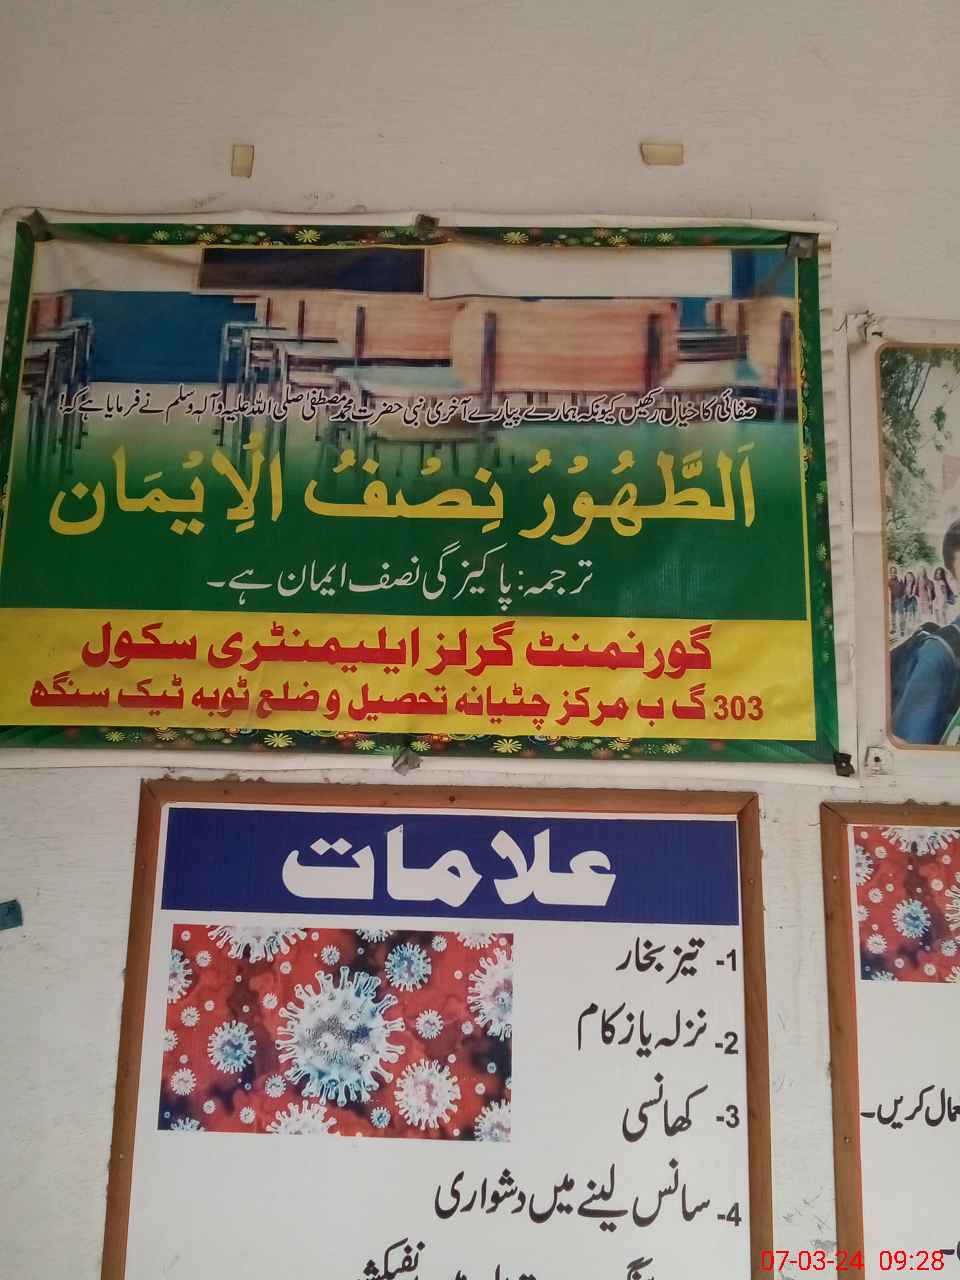 صفائی کا خیال رکھیں کیونکہ ہمارے پیارے آخری نبی حضرت محمد مصطفیٰ صلی اللہ علیہ وآلہ وسلم نے فرمایا ہے کہ!
اَلطَّهُوْرُ نِصْفُ الْاِيْمَان
ترجمہ: پاکیزگی نصف ایمان ہے۔
گورنمنٹ گرلز ایلیمنٹری سکول
303 گ ب مرکز چٹیانہ تحصیل و ضلع ٹوبہ ٹیک سنگھ
علامات
1- تیز بخار
2- نزلہ یا زکام
3- کھانسی
4- سانس لینے میں دشواری
کریں۔
07-03-24 09:28